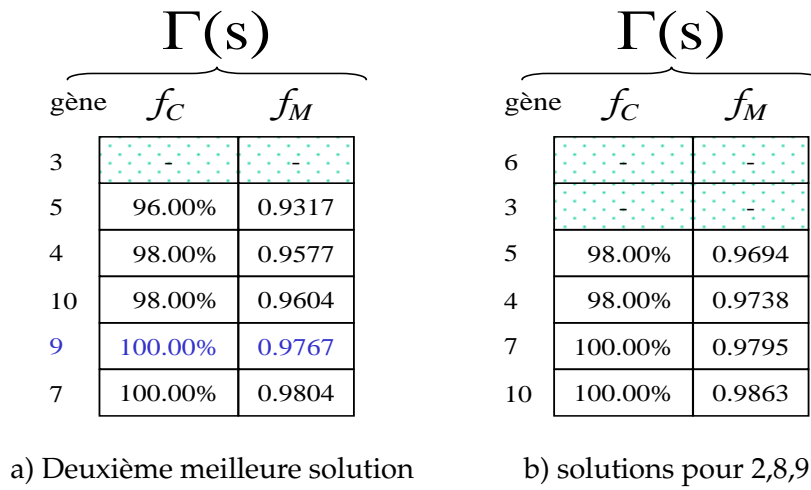 Γ(s)
gène f_C f_M
3 - -
5 96.00% 0.9317
4 98.00% 0.9577
10 98.00% 0.9604
9 100.00% 0.9767
7 100.00% 0.9804
a) Deuxième meilleure solution
Γ(s)
gène f_C f_M
6 - -
3 - -
5 98.00% 0.9694
4 98.00% 0.9738
7 100.00% 0.9795
10 100.00% 0.9863
b) solutions pour 2,8,9